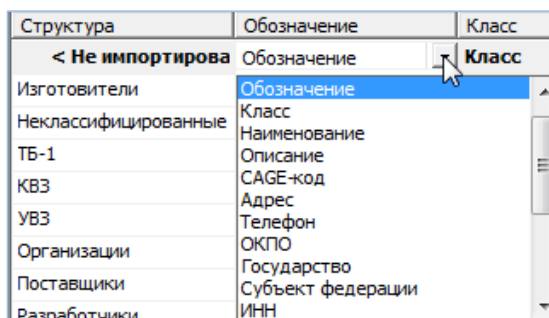 Структура Обозначение Класс
< Не импортирова Обозначение Класс
Изготовители
Неклассифицированные
ТБ-1
КВЗ
УВЗ
Организации
Поставщики
Разработчики
Обозначение
Класс
Наименование
Описание
CAGE-код
Адрес
Телефон
ОКПО
Государство
Субъект федерации
ИНН